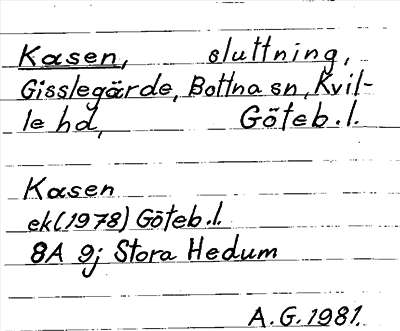 Kasen, sluttning,
Gisslegärde, Bottna sn, Kvil-
le hd, Göteb.l.
Kasen
ek(1978) Göteb.l.
8A 9j Stora Hedum
A.G.1981.